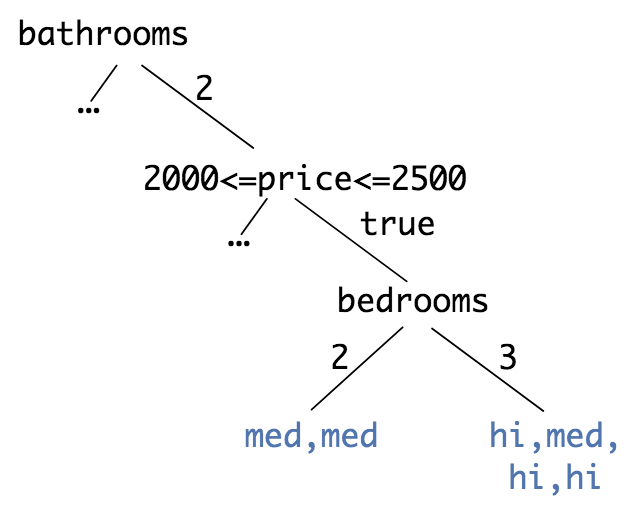 bathrooms
…
2
2000<=price<=2500
…
true
bedrooms
2
3
med,med
hi,med,
hi,hi